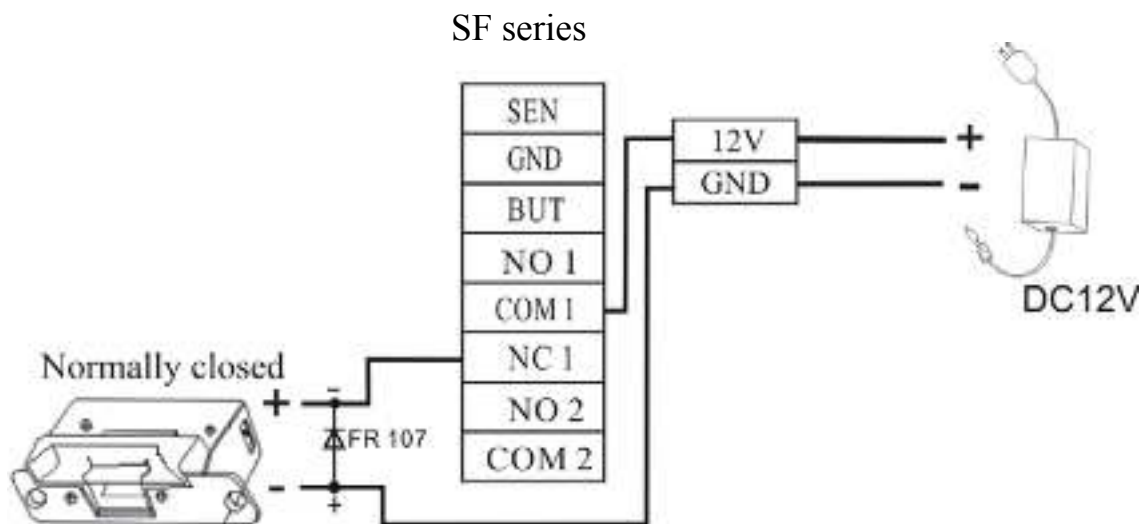 SF series
SEN
GND
BUT
NO 1
COM 1
NC 1
NO 2
COM 2
12V
GND
+
-
DC12V
Normally closed
+
-
-
FR 107
+